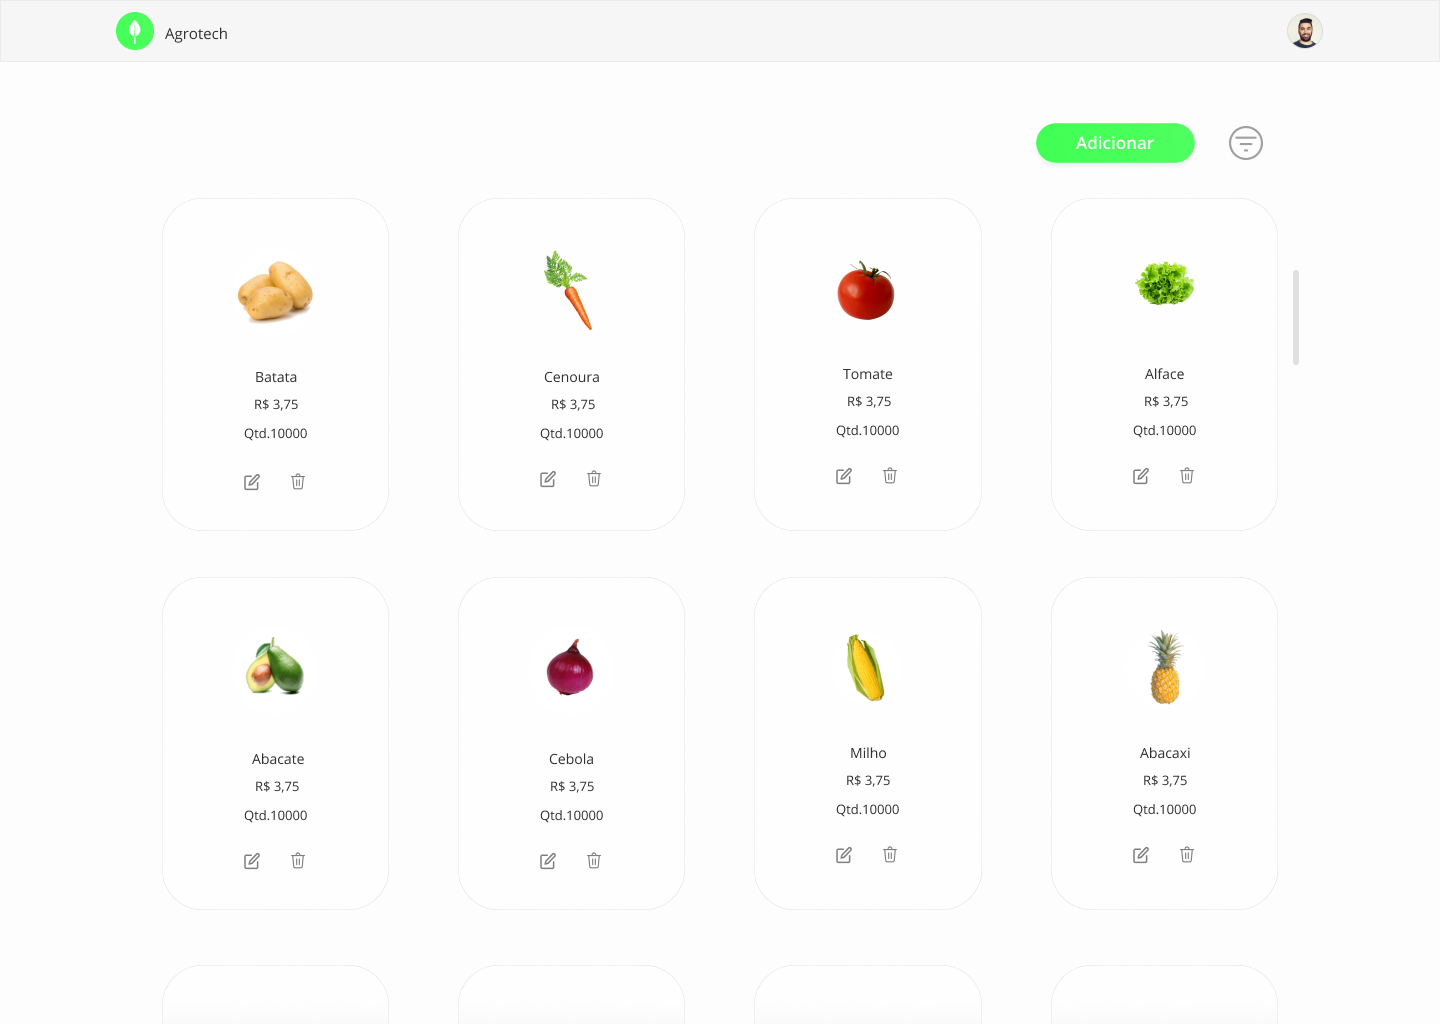 Agrotech
Adicionar
Batata
R$ 3,75
Qtd.10000
Cenoura
R$ 3,75
Qtd.10000
Tomate
R$ 3,75
Qtd.10000
Alface
R$ 3,75
Qtd.10000
Abacate
R$ 3,75
Qtd.10000
Cebola
R$ 3,75
Qtd.10000
Milho
R$ 3,75
Qtd.10000
Abacaxi
R$ 3,75
Qtd.10000